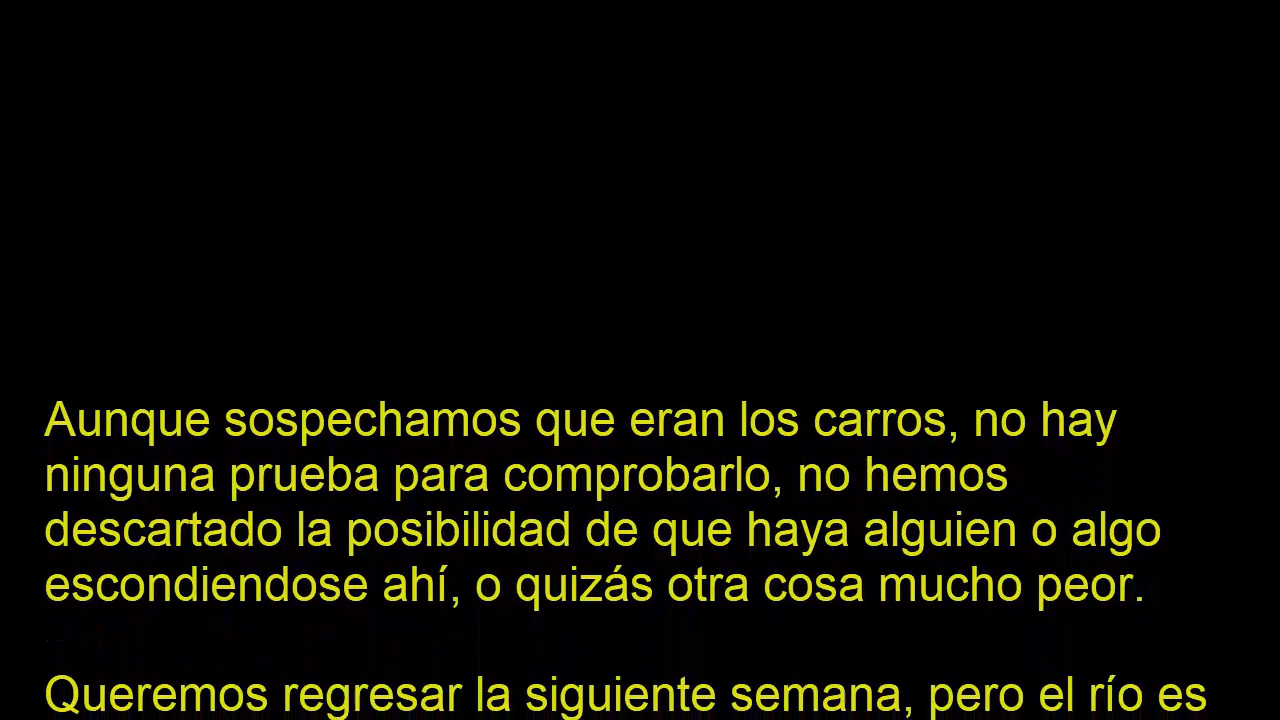 Aunque sospechamos que eran los carros, no hay
ninguna prueba para comprobarlo, no hemos
descartado la posibilidad de que haya alguien o algo
escondiendose ahí, o quizás otra cosa mucho peor.
Queremos regresar la siguiente semana, pero el río es